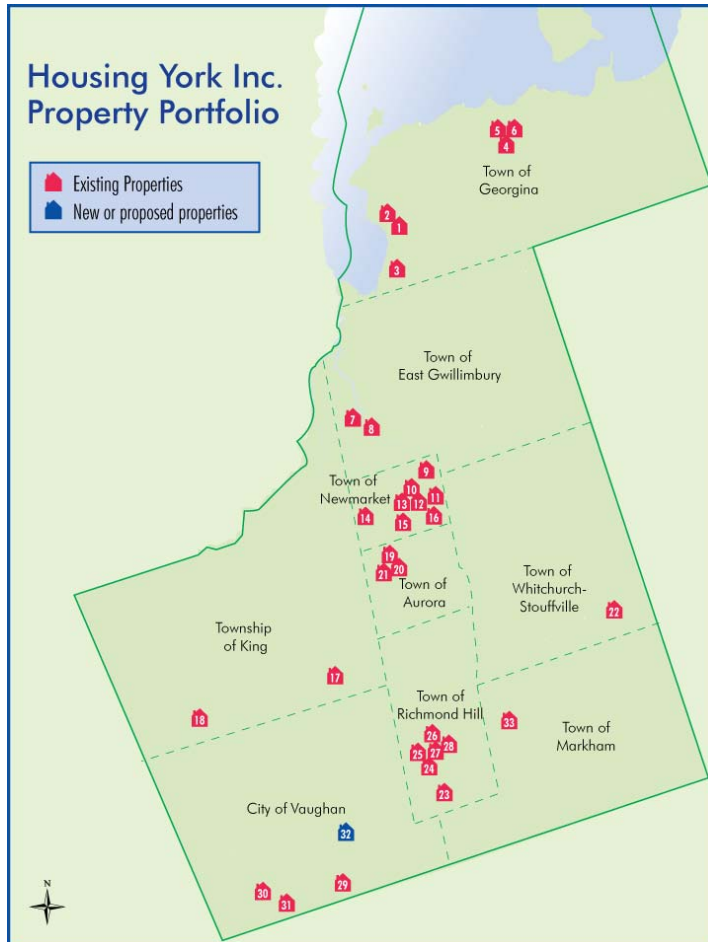 Housing York Inc.
Property Portfolio
Existing Properties
New or proposed properties
5 6
4
Town of
Georgina
2
1
3
Town of
East Gwillimbury
7
8
9
Town of
Newmarket
10
11
13 12
14
15
16
19
20
21
Town of
Aurora
Town of
Whitchurch-
Stouffville
22
Township
of King
17
18
Town of
Richmond Hill
33
Town of
Markham
26
28
25 27
24
23
City of Vaughan
32
29
30
31
N